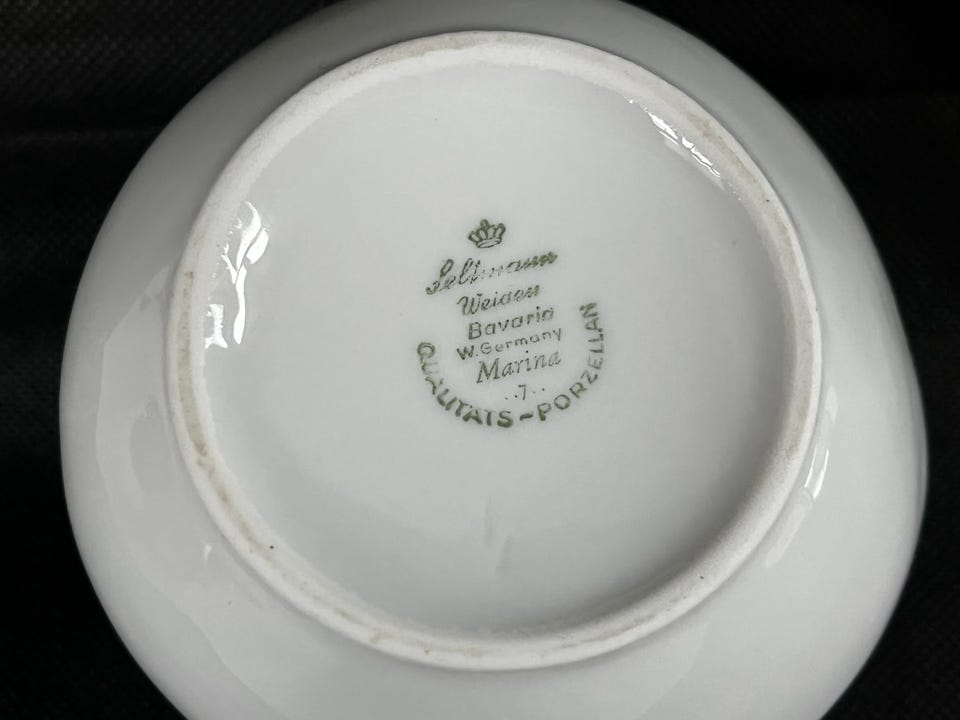 Seltmann
Weiden
Bavaria
W.Germany
Marina
..7..
QUALITÄTS~PORZELLAN